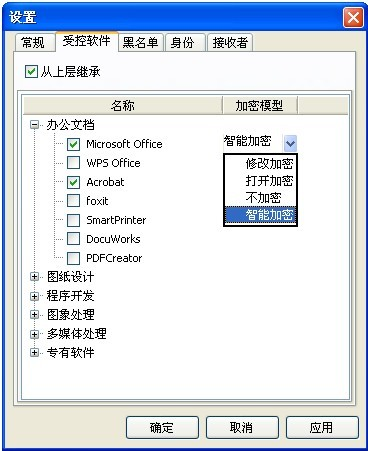 设置
常规 受控软件 黑名单 身份 接收者
从上层继承
名称 加密模型
办公文档
Microsoft Office 智能加密
WPS Office 修改加密
Acrobat 打开加密
foxit 不加密
SmartPrinter 智能加密
DocuWorks
PDFCreator
图纸设计
程序开发
图象处理
多媒体处理
专有软件
确定 取消 应用